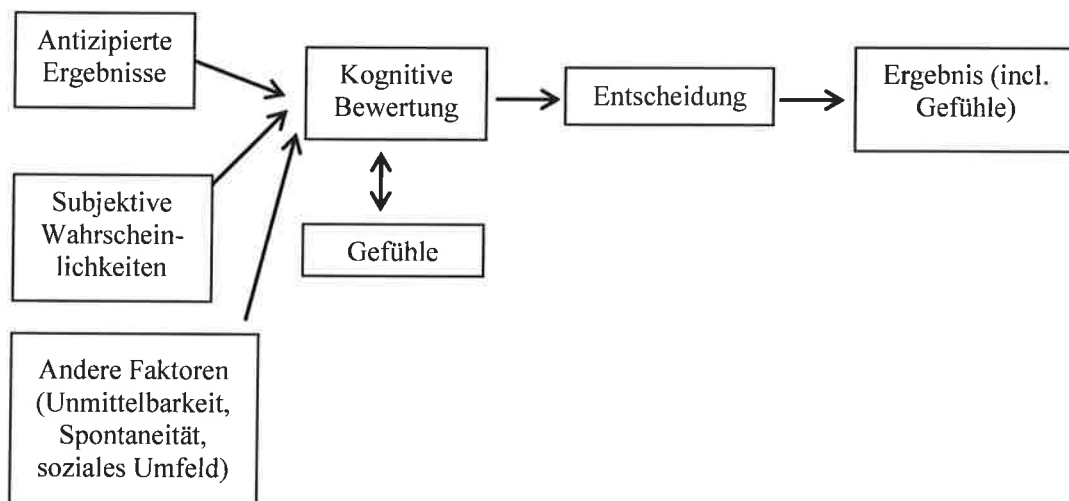 Antizipierte
Ergebnisse
Kognitive
Bewertung
Entscheidung
Ergebnis (incl.
Gefühle)
Subjektive
Wahrschein-
lichkeiten
Gefühle
Andere Faktoren
(Unmittelbarkeit,
Spontaneität,
soziales Umfeld)